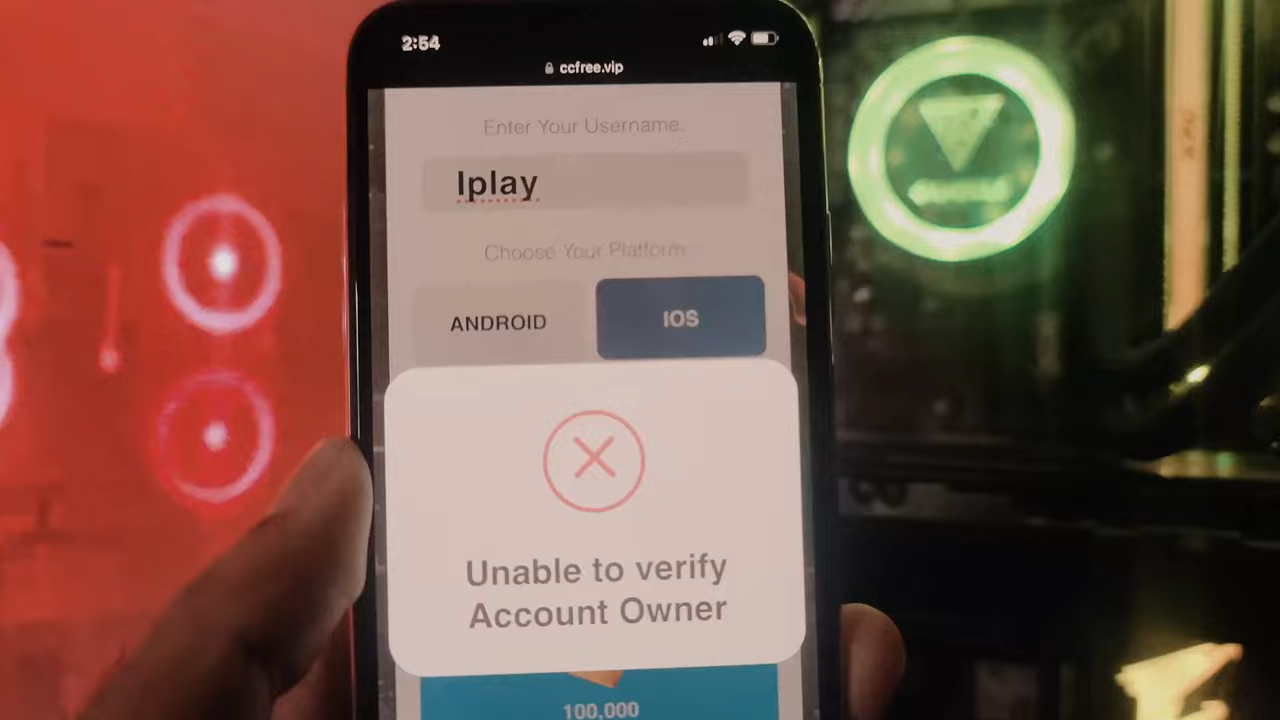 2:54
ccfree.vip
Enter Your Username.
Iplay
Choose Your Platform
ANDROID
IOS
Unable to verify
Account Owner
100,000